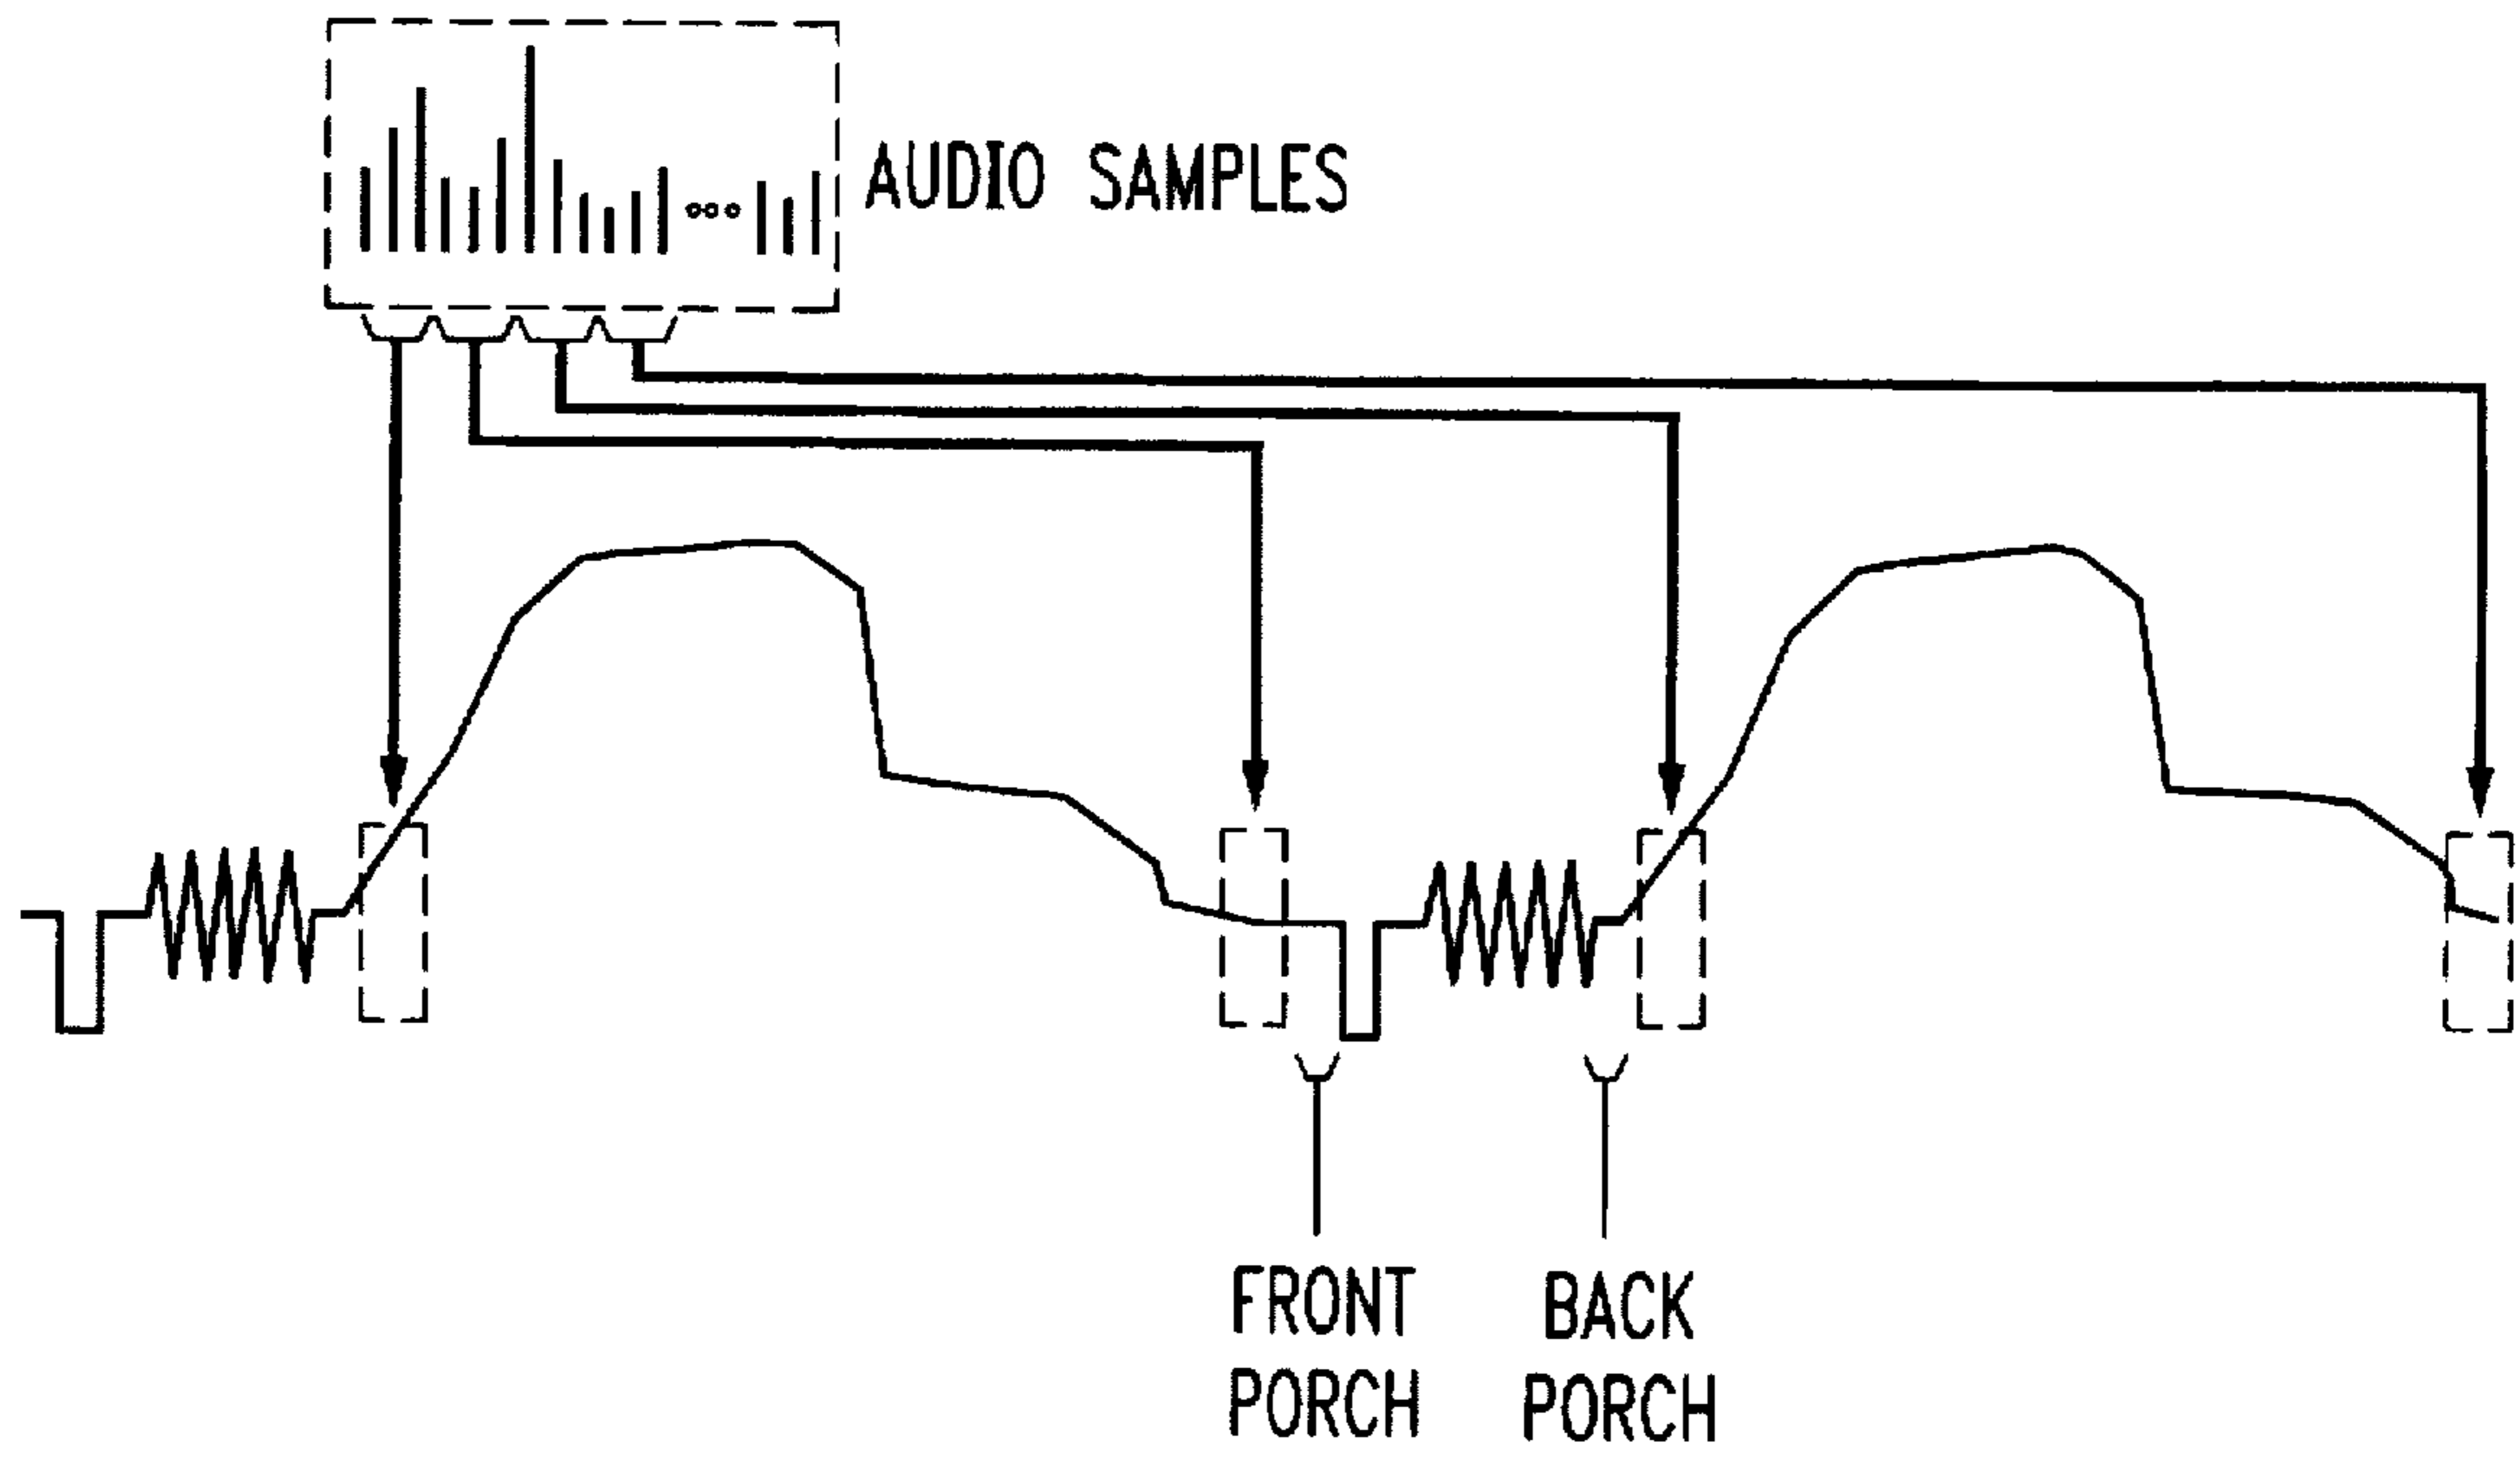 AUDIO SAMPLES
FRONT
PORCH
BACK
PORCH